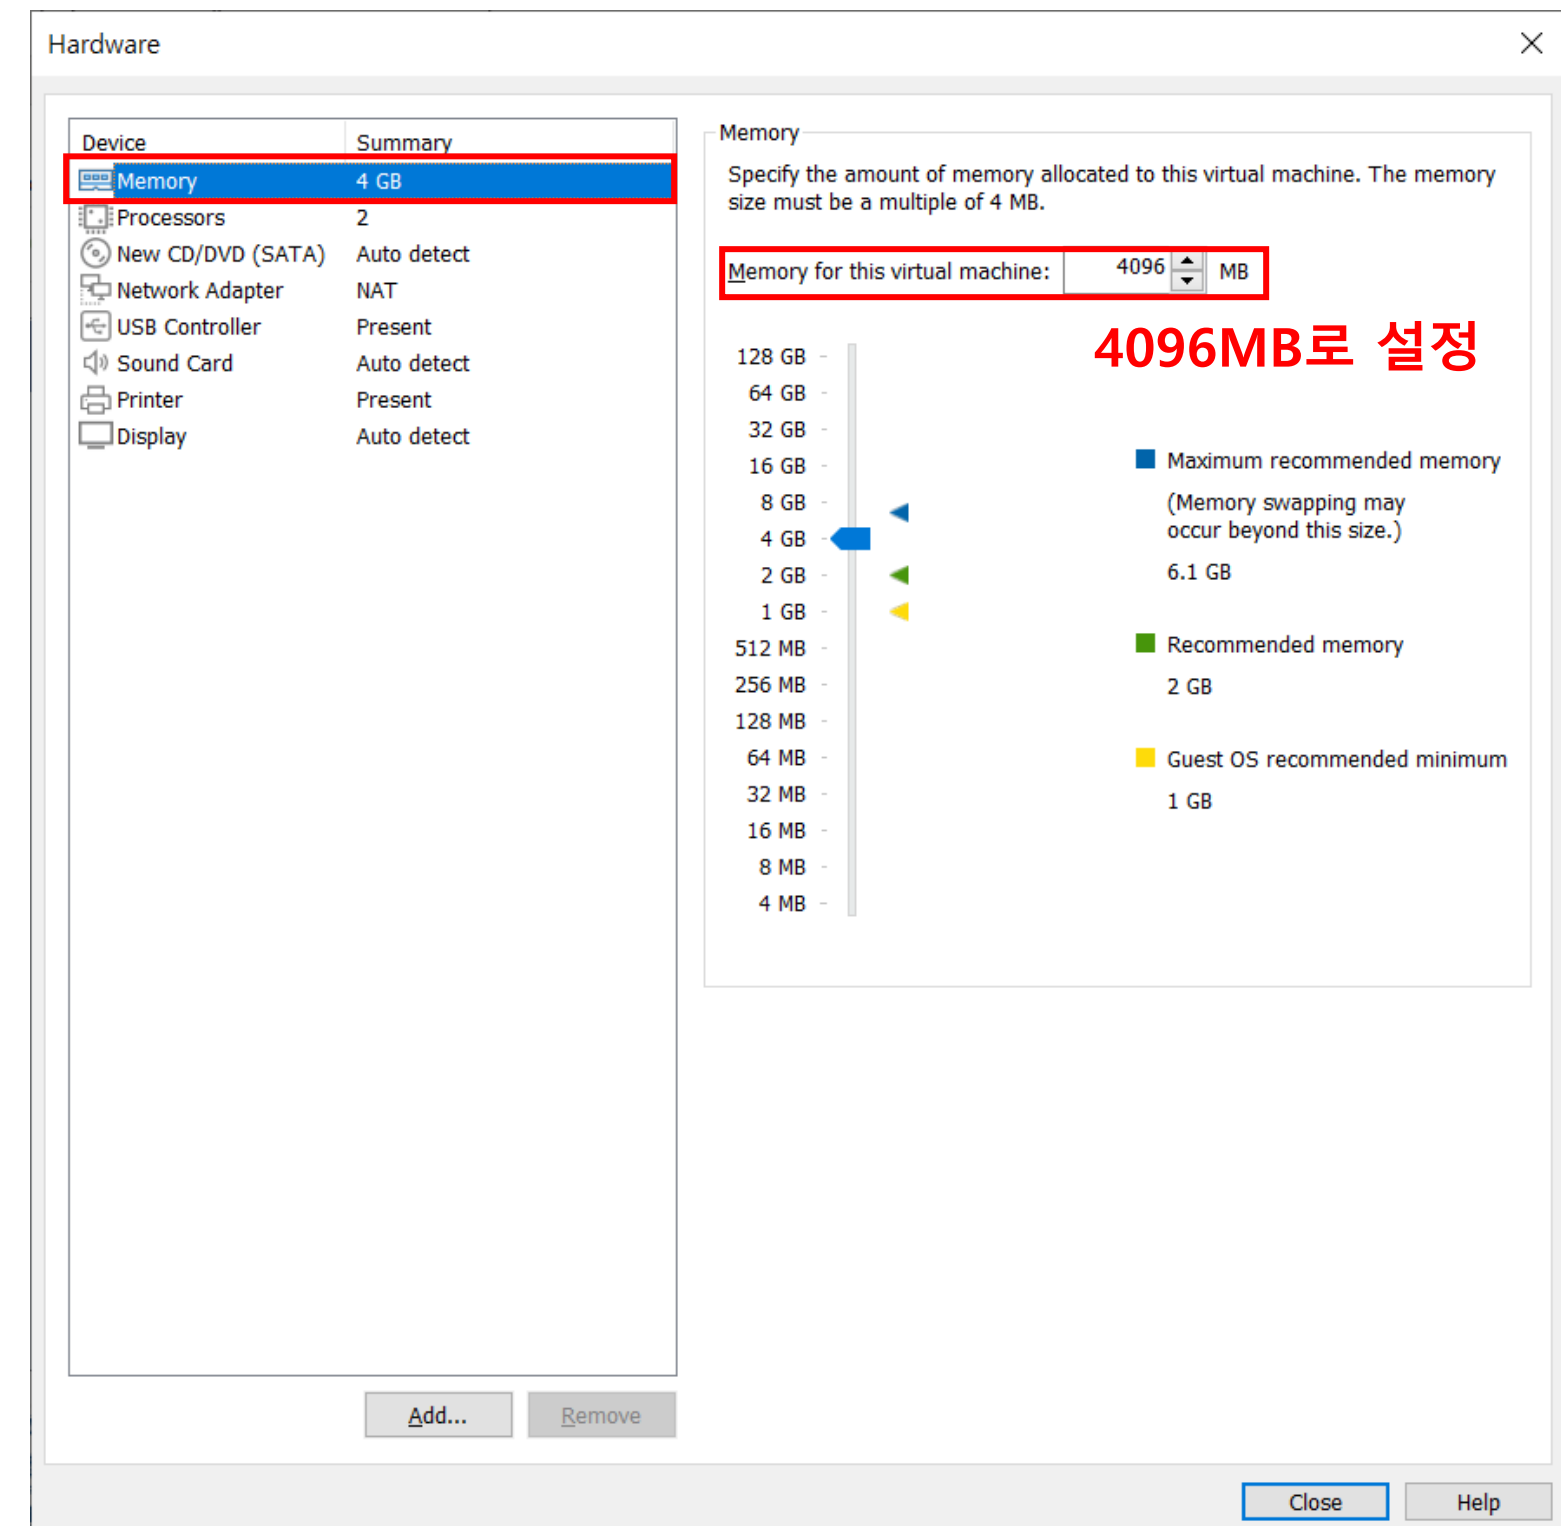 Hardware
Device Summary
Memory 4 GB
Processors 2
New CD/DVD (SATA) Auto detect
Network Adapter NAT
USB Controller Present
Sound Card Auto detect
Printer Present
Display Auto detect
Add... Remove
Memory
Specify the amount of memory allocated to this virtual machine. The memory
size must be a multiple of 4 MB.
Memory for this virtual machine: 4096 MB
4096MB로 설정
128 GB
64 GB
32 GB
16 GB
8 GB
4 GB
2 GB
1 GB
512 MB
256 MB
128 MB
64 MB
32 MB
16 MB
8 MB
4 MB
Maximum recommended memory
(Memory swapping may
occur beyond this size.)
6.1 GB
Recommended memory
2 GB
Guest OS recommended minimum
1 GB
Close Help